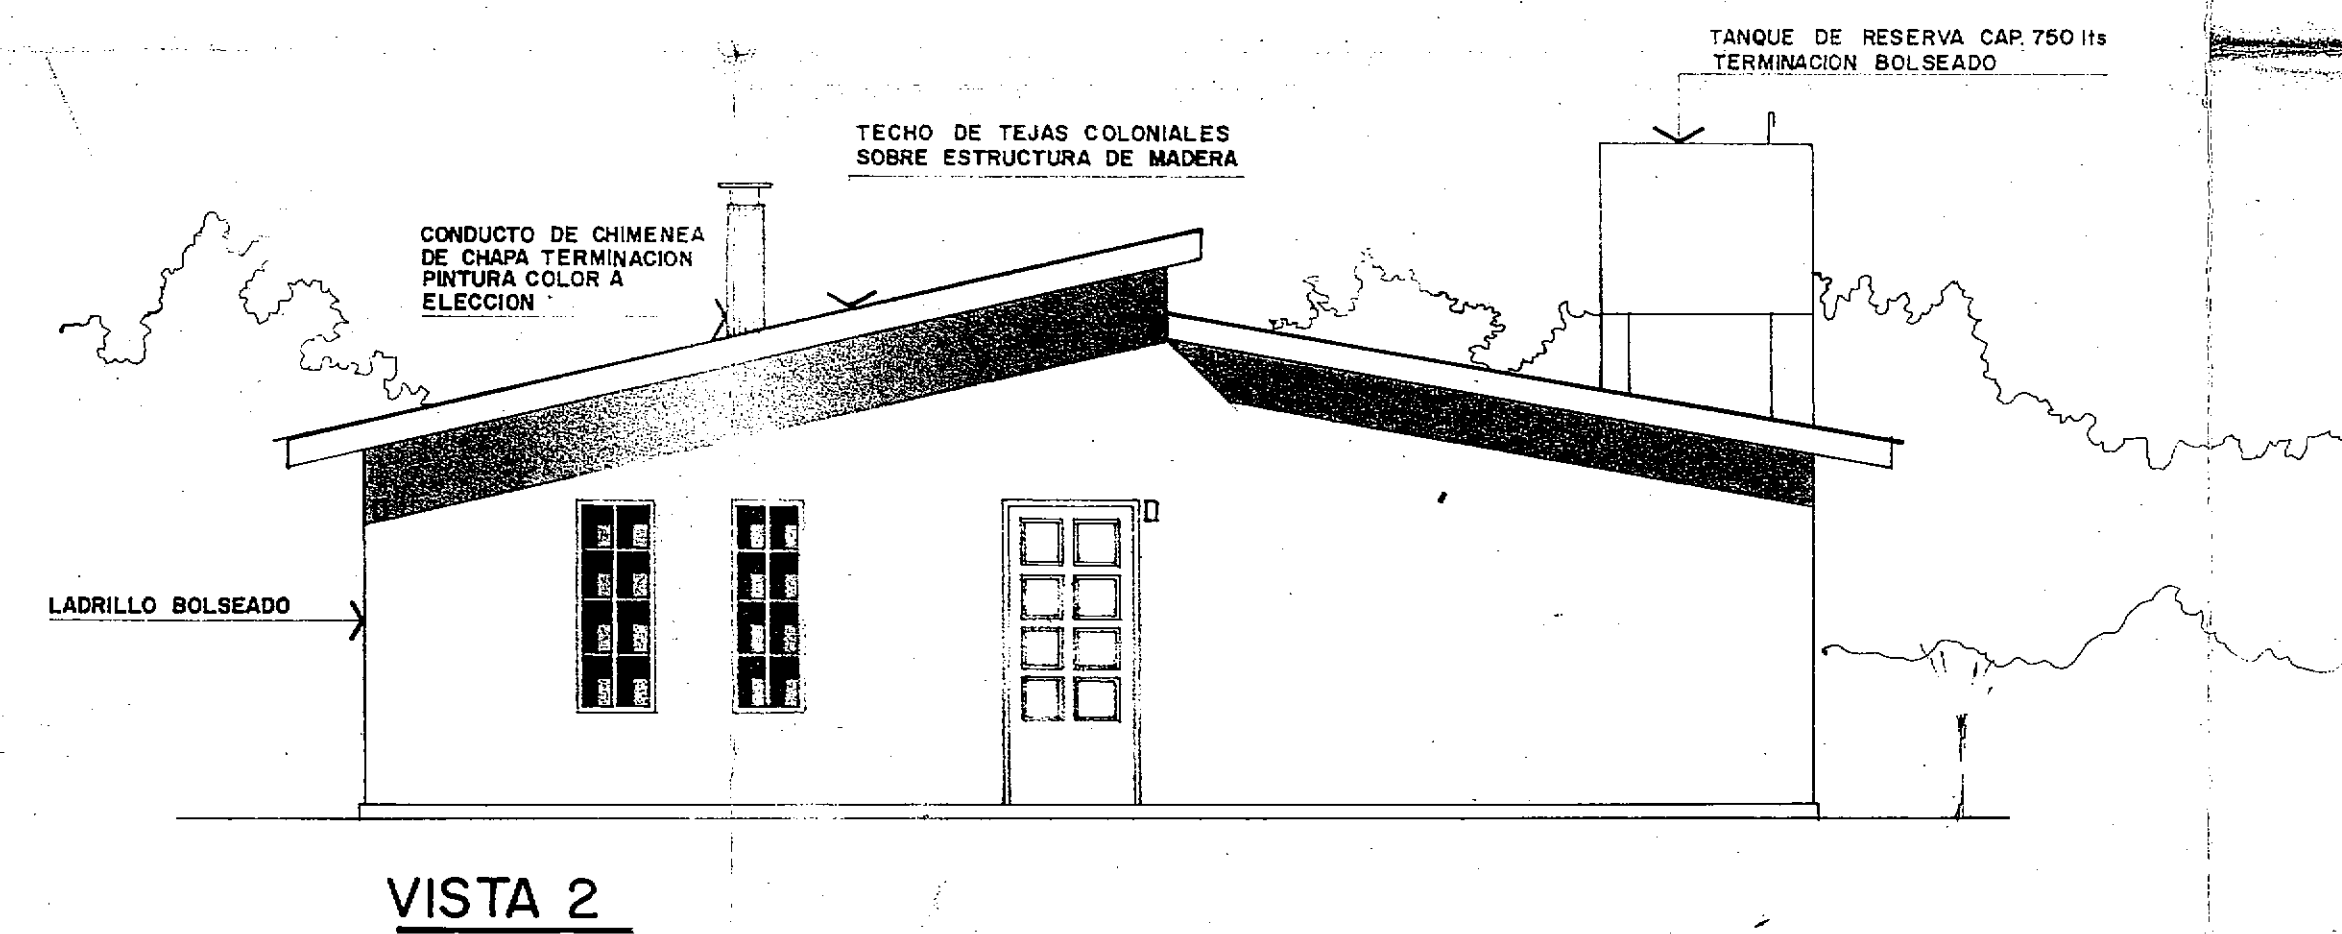 TANQUE DE RESERVA CAP. 750 lts
TERMINACION BOLSEADO
TECHO DE TEJAS COLONIALES
SOBRE ESTRUCTURA DE MADERA
CONDUCTO DE CHIMENEA
DE CHAPA TERMINACION
PINTURA COLOR A
ELECCION
LADRILLO BOLSEADO
VISTA 2